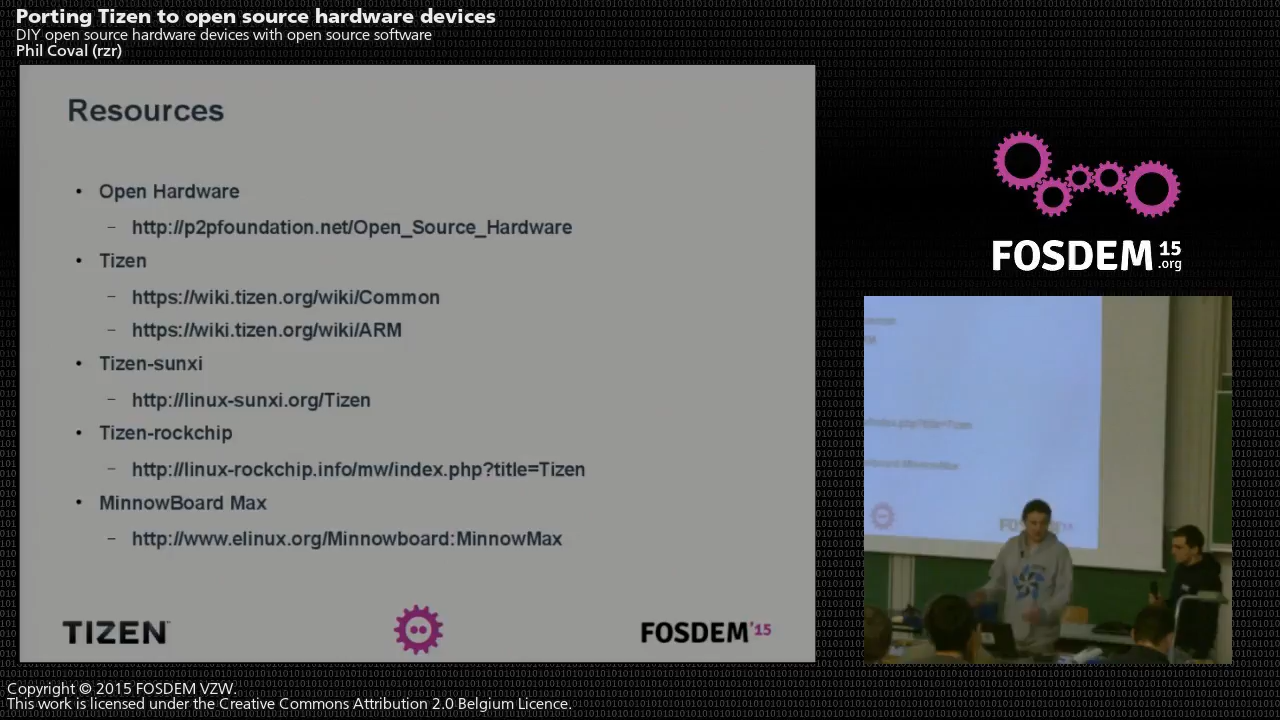 Porting Tizen to open source hardware devices
DIY open source hardware devices with open source software
Phil Coval (rzr)
Resources
• Open Hardware
– http://p2pfoundation.net/Open_Source_Hardware
• Tizen
– https://wiki.tizen.org/wiki/Common
– https://wiki.tizen.org/wiki/ARM
• Tizen-sunxi
– http://linux-sunxi.org/Tizen
• Tizen-rockchip
– http://linux-rockchip.info/mw/index.php?title=Tizen
• MinnowBoard Max
– http://www.elinux.org/Minnowboard:MinnowMax
TIZEN™
FOSDEM'15
FOSDEM 15
.org
Copyright © 2015 FOSDEM VZW.
This work is licensed under the Creative Commons Attribution 2.0 Belgium Licence.